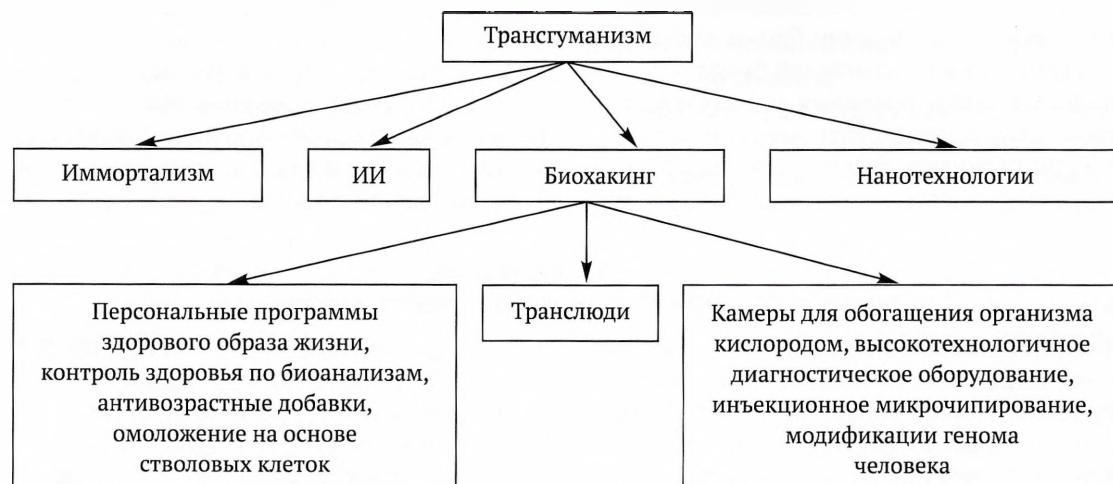 Трансгуманизм
Иммортализм
ИИ
Биохакинг
Нанотехнологии
Персональные программы
здорового образа жизни,
контроль здоровья по биоанализам,
антивозрастные добавки,
омоложение на основе
стволовых клеток
Транслюди
Камеры для обогащения организма
кислородом, высокотехнологичное
диагностическое оборудование,
инъекционное микрочипирование,
модификации генома
человека